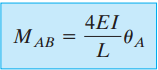 M_AB = 4EI/L θ_A